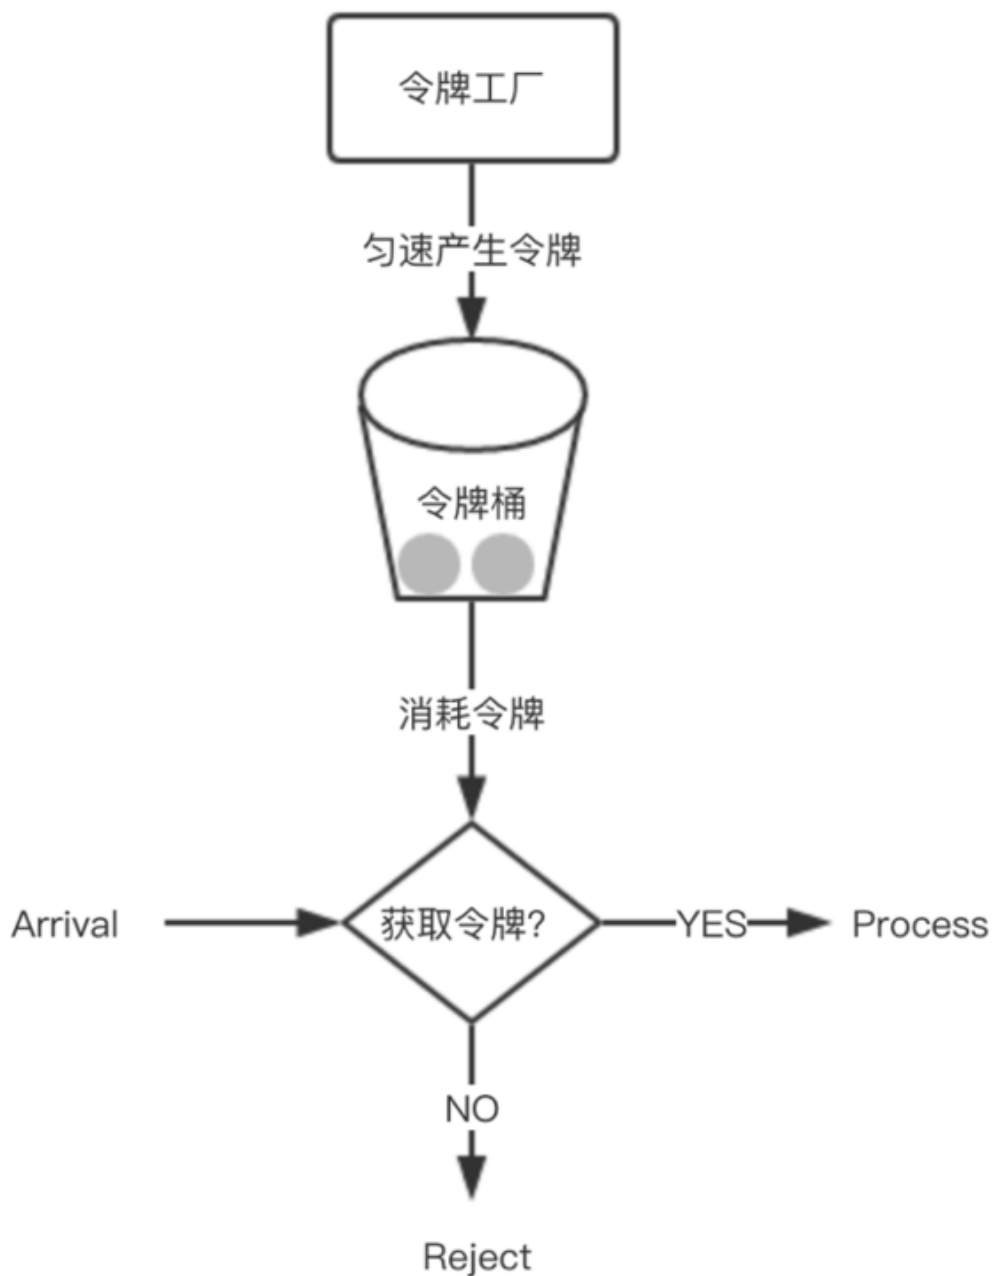 令牌工厂
匀速产生令牌
令牌桶
消耗令牌
Arrival
获取令牌?
YES
Process
NO
Reject